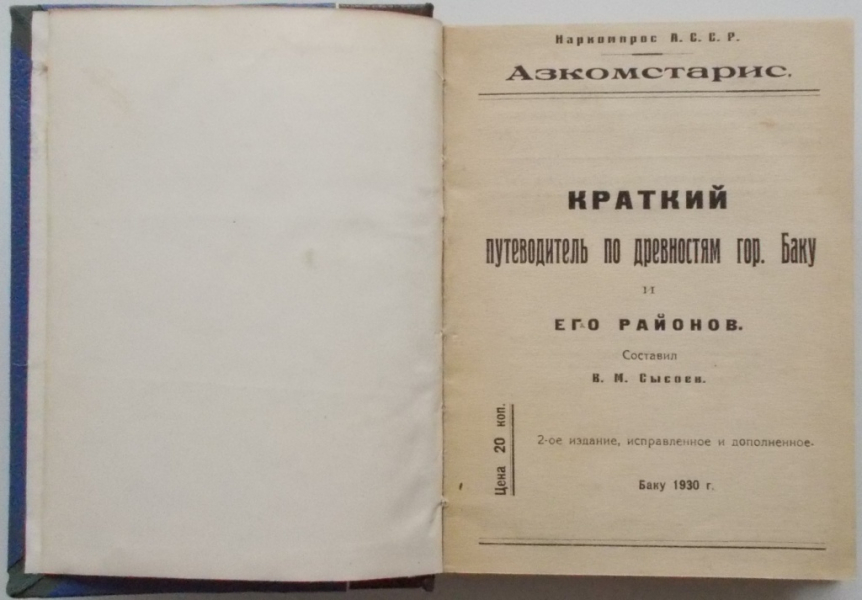 Наркомпрос А. С. С. Р.
Азкомстарис.
КРАТКИЙ
путеводитель по древностям гор. Баку
и
ЕГО РАЙОНОВ.
Составил
В. М. Сысоев.
Цена 20 коп.
2-ое издание, исправленное и дополненное.
Баку 1930 г.